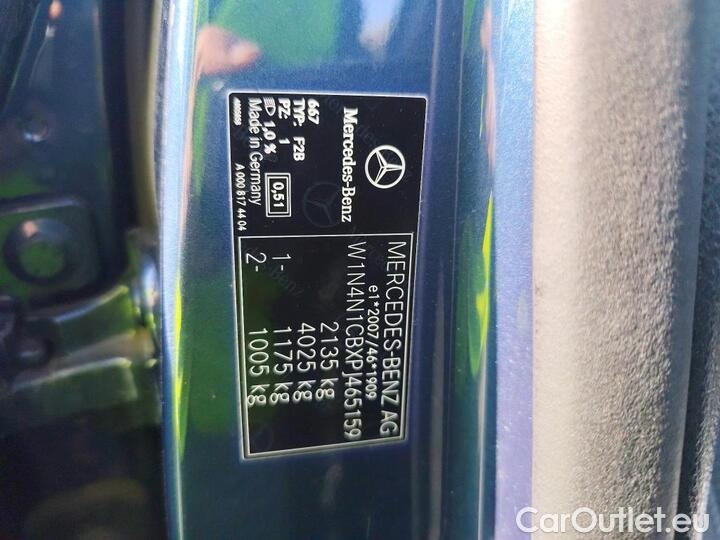 Mercedes-Benz
667
TYP: F2B
PZ: 1
1,0 %
0,51
Made in Germany
4800868
A 000 817 44 04
MERCEDES-BENZ AG
e1*2007/46*1909
W1N4N1CBXPJ465159
2135 kg
4025 kg
1- 1175 kg
2- 1005 kg
CarOutlet.eu